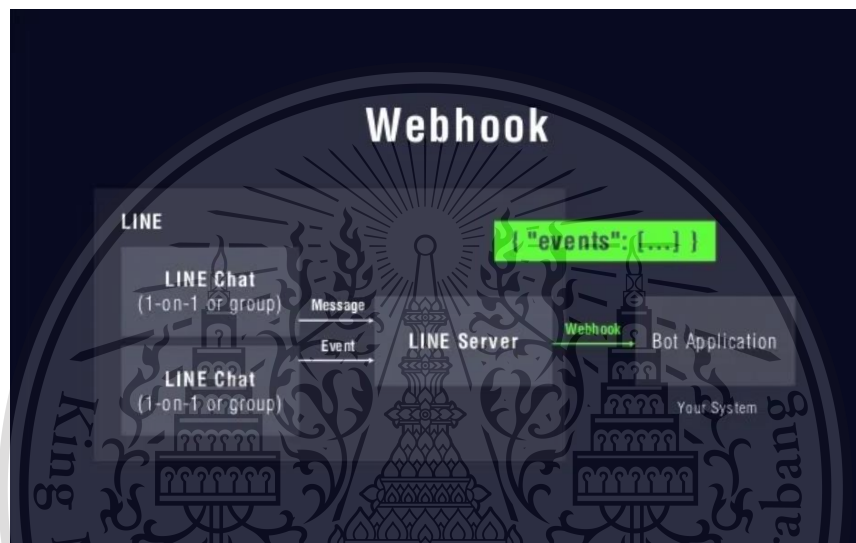 Webhook
LINE
{ "events": [...] }
LINE Chat
(1-on-1 or group)
Message
Event
LINE Server
Webhook
Bot Application
LINE Chat
(1-on-1 or group)
Your System
King